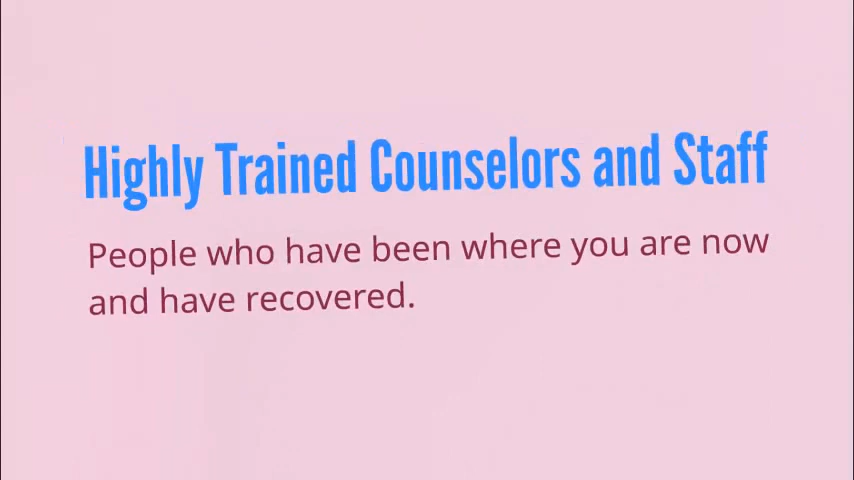 Highly Trained Counselors and Staff
People who have been where you are now
and have recovered.